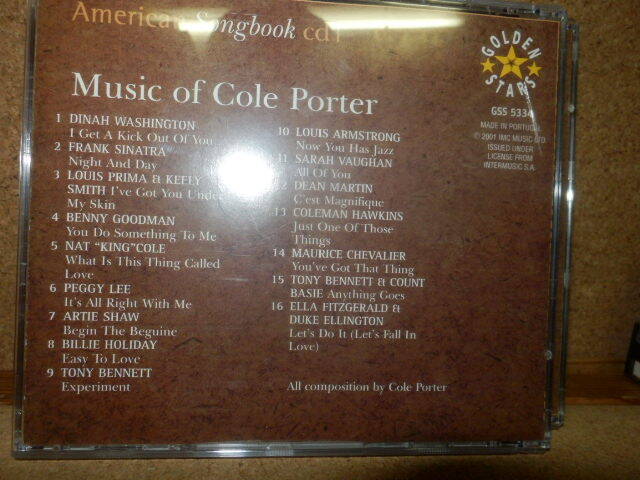 American Songbook cd1
Music of Cole Porter
1 DINAH WASHINGTON
I Get A Kick Out Of You
2 FRANK SINATRA
Night And Day
3 LOUIS PRIMA & KEELY
SMITH I've Got You Under
My Skin
4 BENNY GOODMAN
You Do Something To Me
5 NAT "KING"COLE
What Is This Thing Called
Love
6 PEGGY LEE
It's All Right With Me
7 ARTIE SHAW
Begin The Beguine
8 BILLIE HOLIDAY
Easy To Love
9 TONY BENNETT
Experiment
10 LOUIS ARMSTRONG
Now You Has Jazz
11 SARAH VAUGHAN
All Of You
12 DEAN MARTIN
C'est Magnifique
13 COLEMAN HAWKINS
Just One Of Those
Things
14 MAURICE CHEVALIER
You've Got That Thing
15 TONY BENNETT & COUNT
BASIE Anything Goes
16 ELLA FITZGERALD &
DUKE ELLINGTON
Let's Do It (Let's Fall In
Love)
All composition by Cole Porter
GOLDEN
STARS
GSS 5334
MADE IN PORTUGAL
© 2001 IMC MUSIC LTD
ISSUED UNDER
LICENSE FROM
INTERMUSIC S.A.